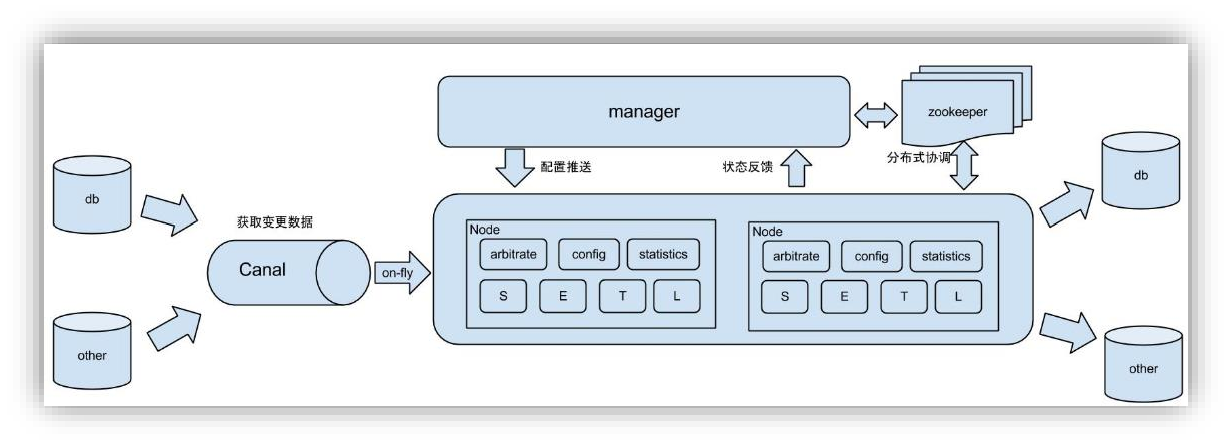 manager
zookeeper
配置推送
状态反馈
分布式协调
db
获取变更数据
Canal
on-fly
other
Node
arbitrate
config
statistics
S
E
T
L
Node
arbitrate
config
statistics
S
E
T
L
db
other